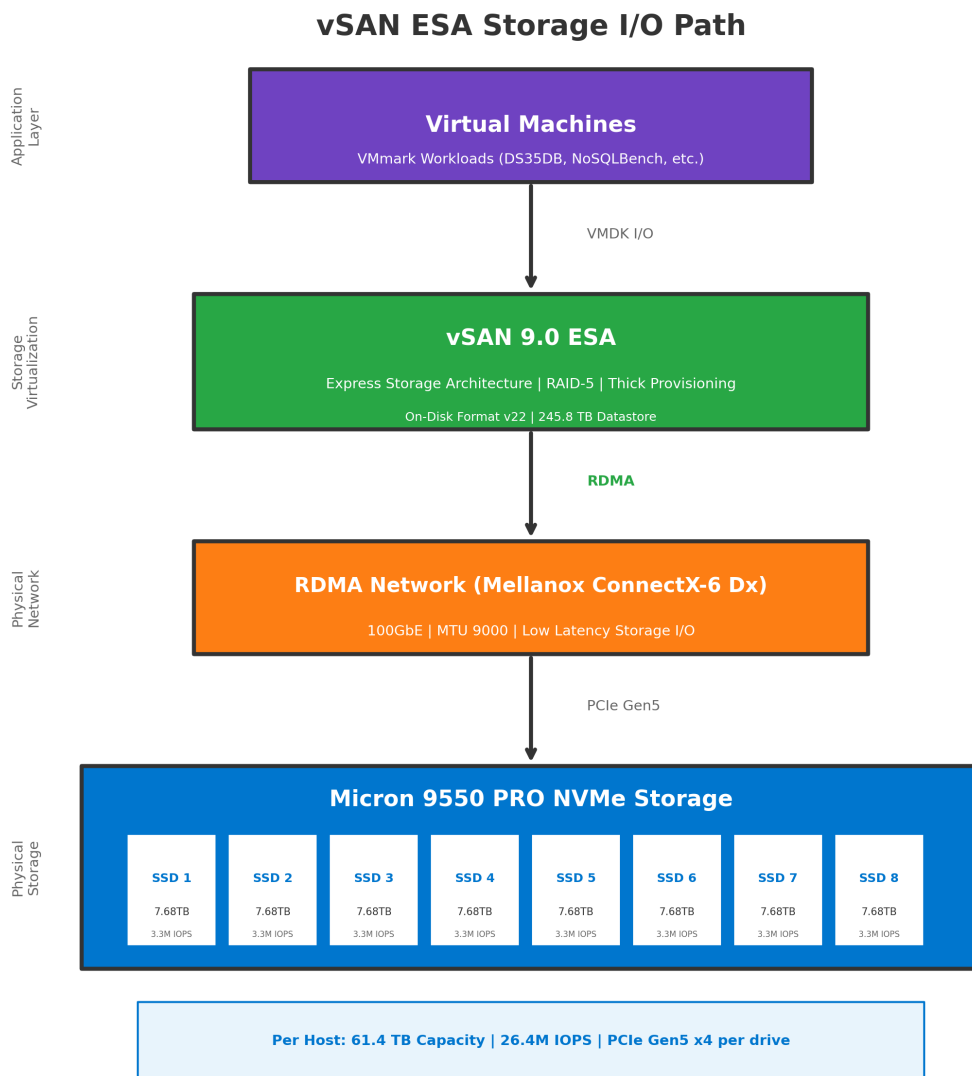 vSAN ESA Storage I/O Path
Application
Layer
Virtual Machines
VMmark Workloads (DS35DB, NoSQLBench, etc.)
VMDK I/O
Storage
Virtualization
vSAN 9.0 ESA
Express Storage Architecture | RAID-5 | Thick Provisioning
On-Disk Format v22 | 245.8 TB Datastore
RDMA
Physical
Network
RDMA Network (Mellanox ConnectX-6 Dx)
100GbE | MTU 9000 | Low Latency Storage I/O
PCIe Gen5
Physical
Storage
Micron 9550 PRO NVMe Storage
SSD 1 SSD 2 SSD 3 SSD 4 SSD 5 SSD 6 SSD 7 SSD 8
7.68TB 7.68TB 7.68TB 7.68TB 7.68TB 7.68TB 7.68TB 7.68TB
3.3M IOPS 3.3M IOPS 3.3M IOPS 3.3M IOPS 3.3M IOPS 3.3M IOPS 3.3M IOPS 3.3M IOPS
Per Host: 61.4 TB Capacity | 26.4M IOPS | PCIe Gen5 x4 per drive